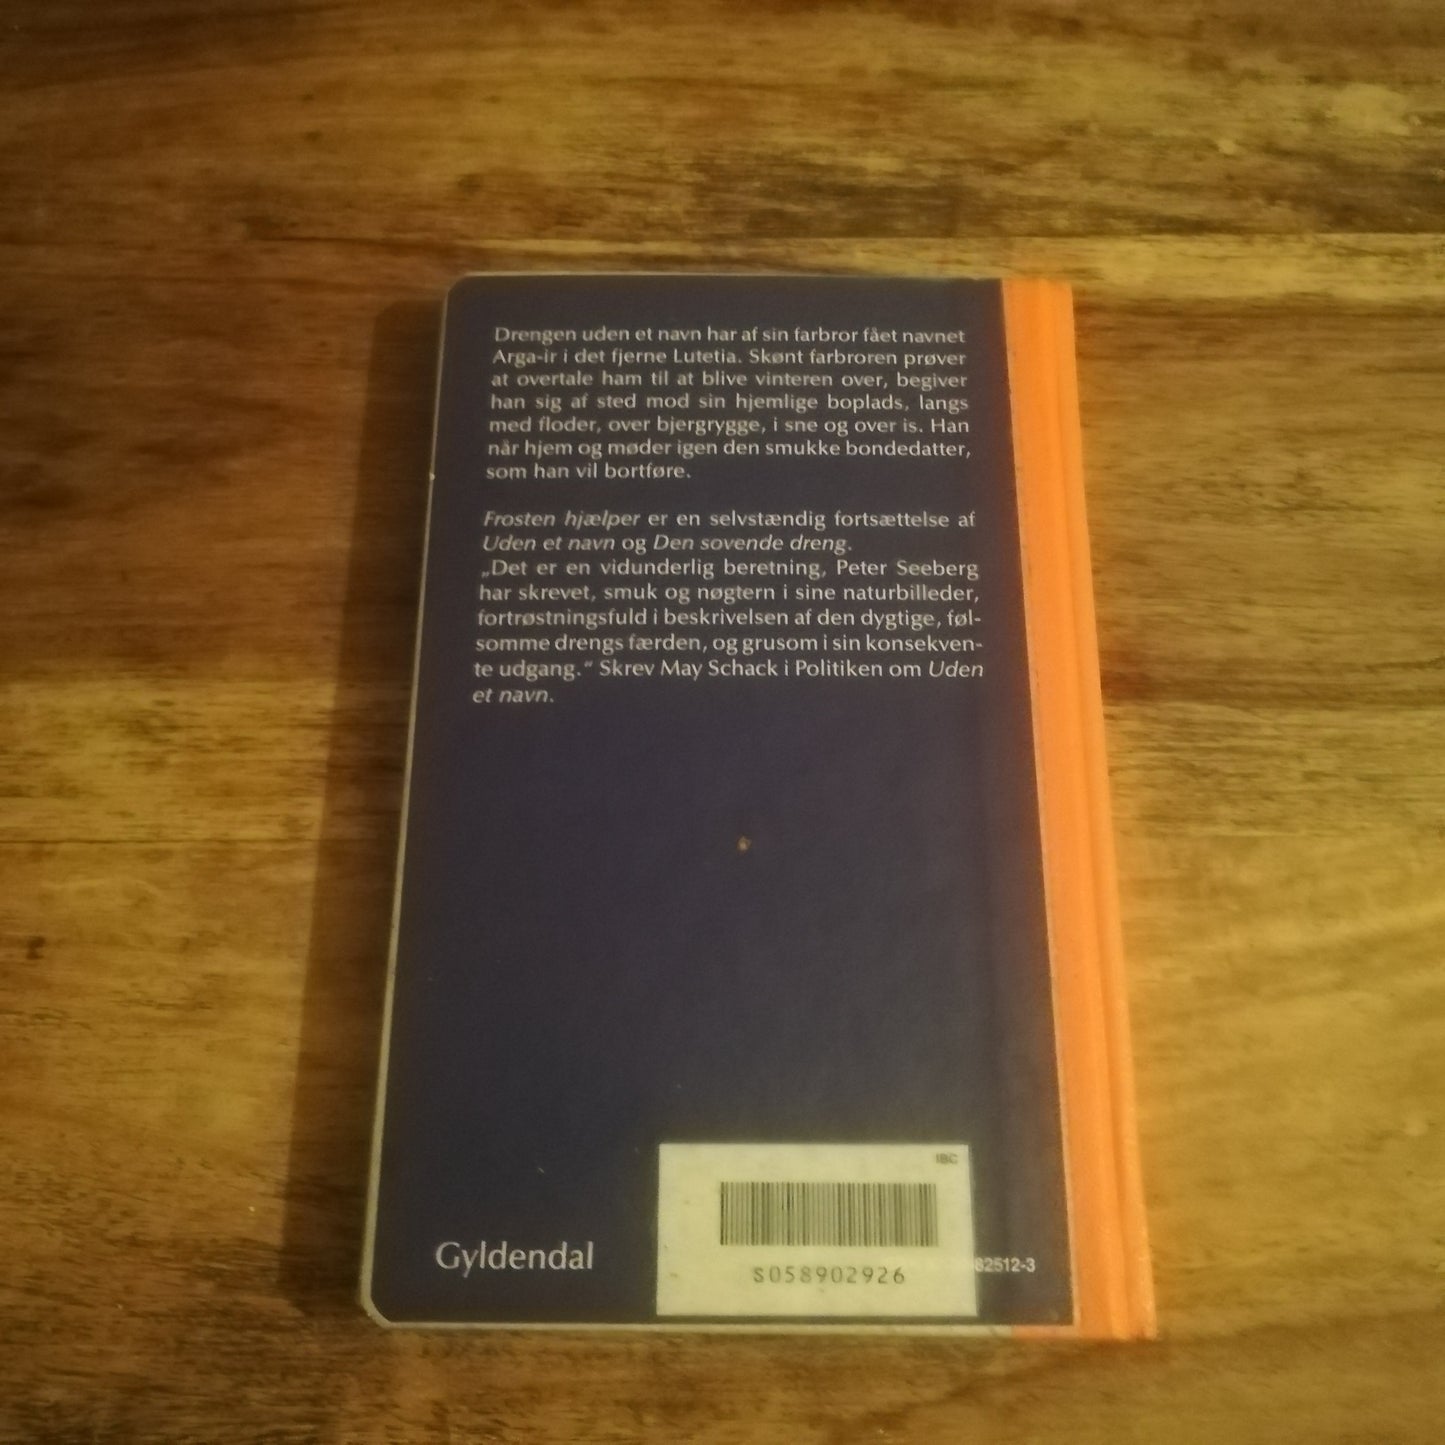 Drengen uden et navn har af sin farbror fået navnet
Arga-ir i det fjerne Lutetia. Skønt farbroren prøver
at overtale ham til at blive vinteren over, begiver
han sig af sted mod sin hjemlige boplads, langs
med floder, over bjergrygge, i sne og over is. Han
når hjem og møder igen den smukke bondedatter,
som han vil bortføre.
Frosten hjælper er en selvstændig fortsættelse af
Uden et navn og Den sovende dreng.
„Det er en vidunderlig beretning, Peter Seeberg
har skrevet, smuk og nøgtern i sine naturbilleder,
fortrøstningsfuld i beskrivelsen af den dygtige, føl-
somme drengs færden, og grusom i sin konsekven-
te udgang.“ Skrev May Schack i Politiken om Uden
et navn.
IBC
Gyldendal
S058902926
82512-3